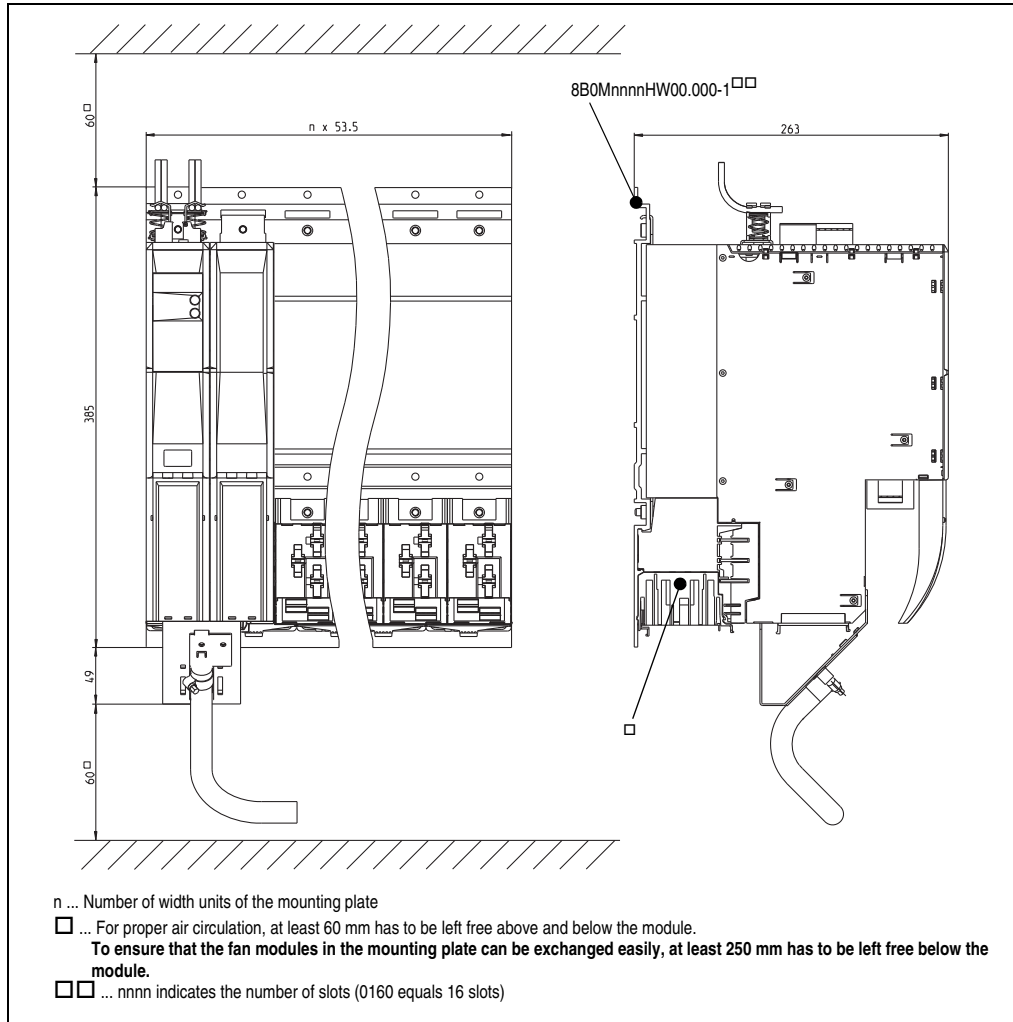 8B0MnnnnHW00.000-1□□
60□
n x 53.5
263
385
49
60□
□
n ... Number of width units of the mounting plate
□ ... For proper air circulation, at least 60 mm has to be left free above and below the module.
To ensure that the fan modules in the mounting plate can be exchanged easily, at least 250 mm has to be left free below the
module.
□□ ... nnnn indicates the number of slots (0160 equals 16 slots)